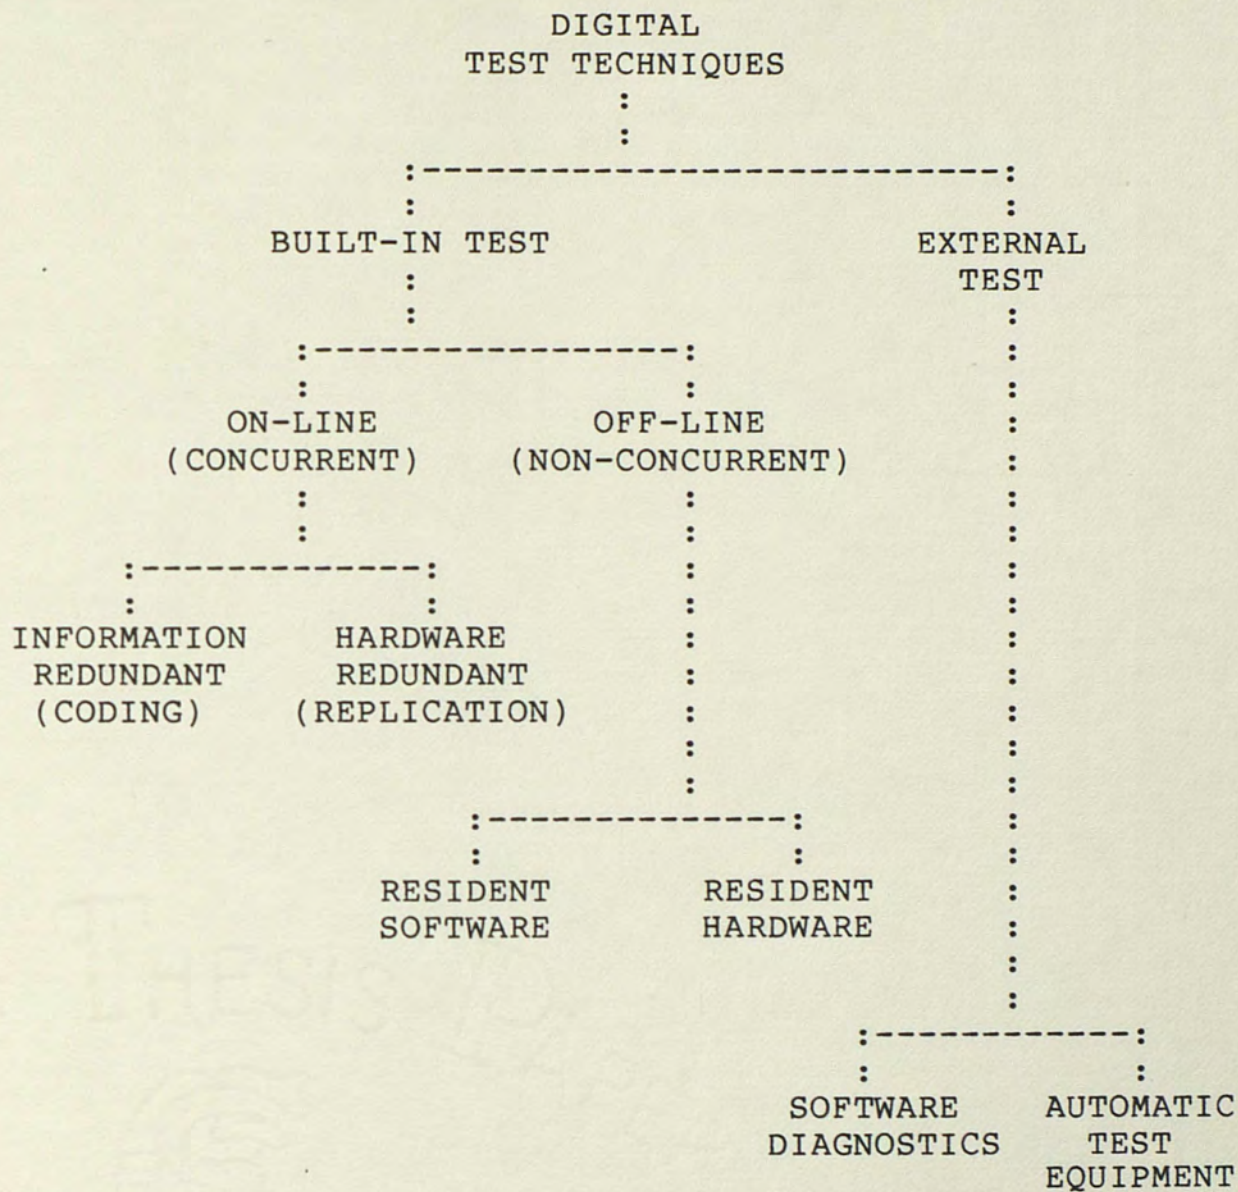 DIGITAL
TEST TECHNIQUES
BUILT-IN TEST
EXTERNAL
TEST
ON-LINE
(CONCURRENT)
OFF-LINE
(NON-CONCURRENT)
INFORMATION
REDUNDANT
(CODING)
HARDWARE
REDUNDANT
(REPLICATION)
RESIDENT
SOFTWARE
RESIDENT
HARDWARE
SOFTWARE
DIAGNOSTICS
AUTOMATIC
TEST
EQUIPMENT
THESIS